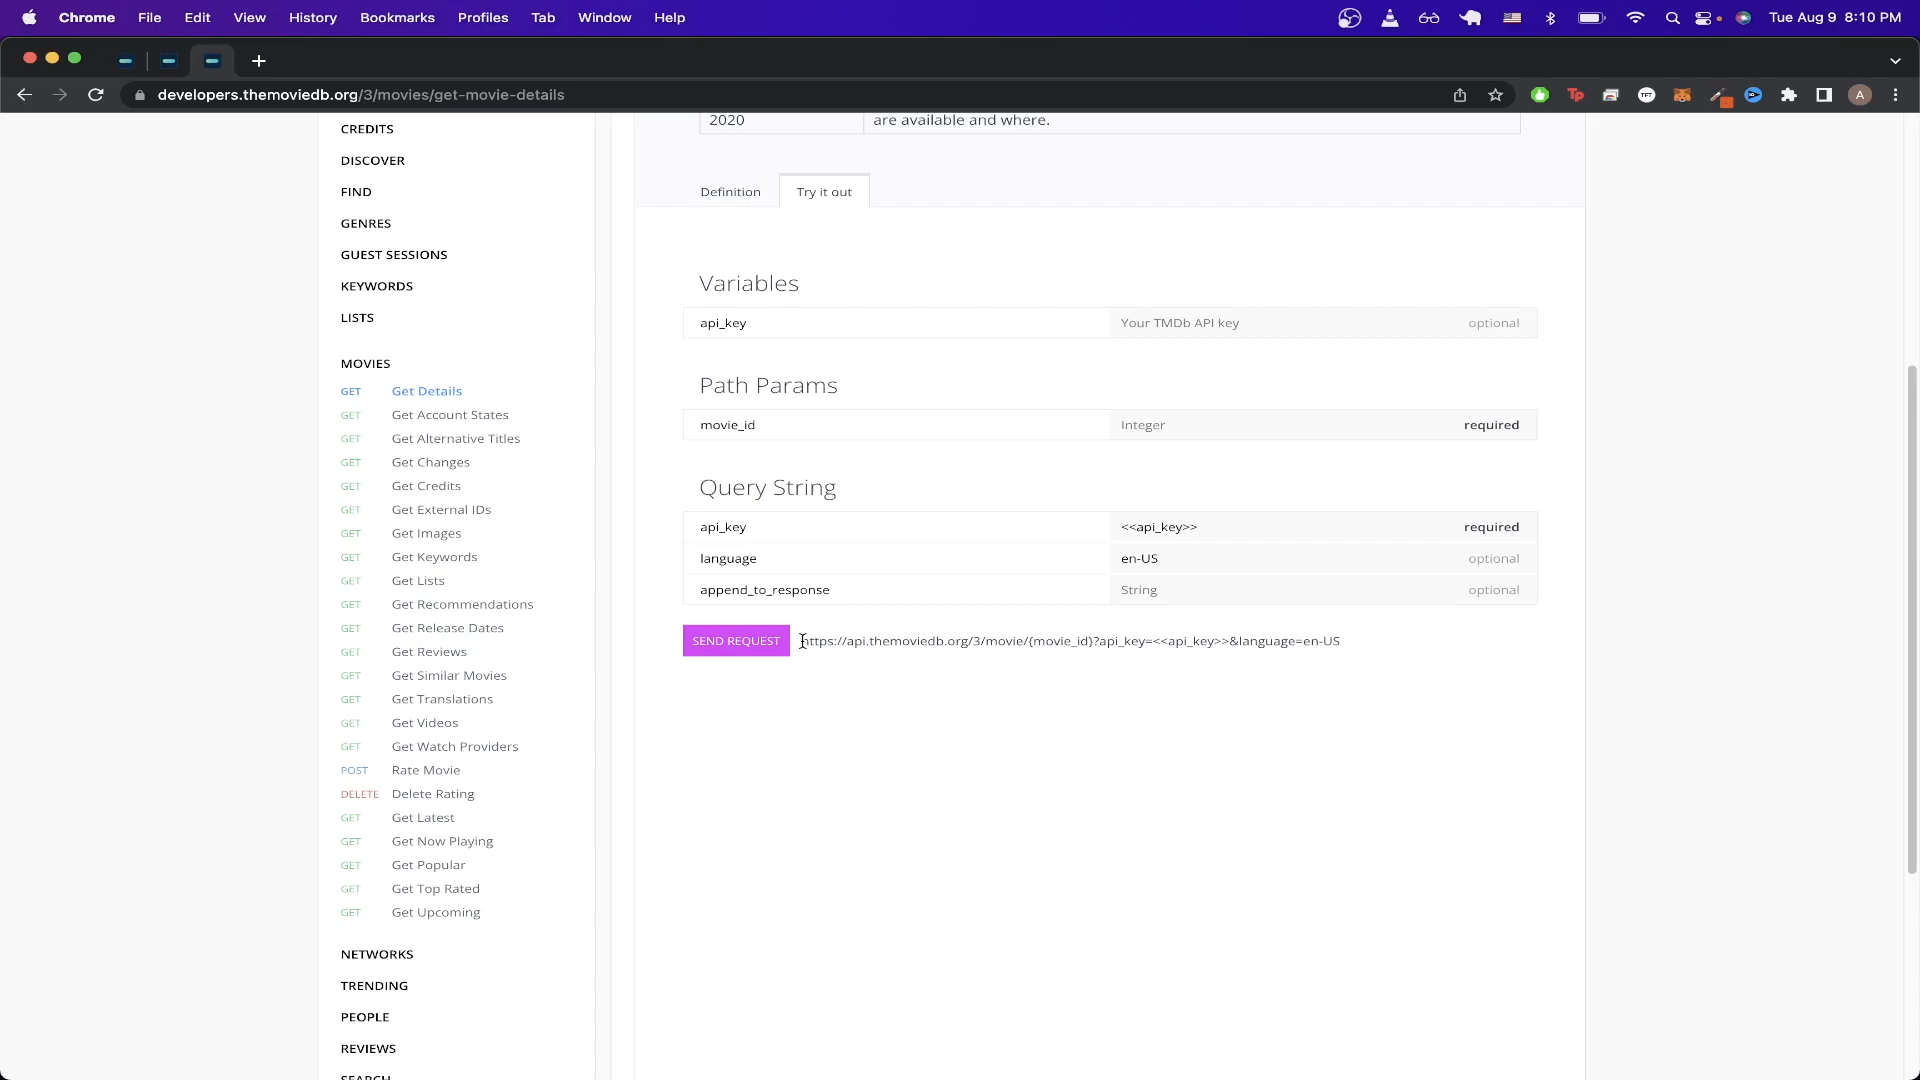 Chrome File Edit View History Bookmarks Profiles Tab Window Help Tue Aug 9 8:10 PM
developers.themoviedb.org/3/movies/get-movie-details
CREDITS
DISCOVER
FIND
GENRES
GUEST SESSIONS
KEYWORDS
LISTS
MOVIES
GET Get Details
GET Get Account States
GET Get Alternative Titles
GET Get Changes
GET Get Credits
GET Get External IDs
GET Get Images
GET Get Keywords
GET Get Lists
GET Get Recommendations
GET Get Release Dates
GET Get Reviews
GET Get Similar Movies
GET Get Translations
GET Get Videos
GET Get Watch Providers
POST Rate Movie
DELETE Delete Rating
GET Get Latest
GET Get Now Playing
GET Get Popular
GET Get Top Rated
GET Get Upcoming
NETWORKS
TRENDING
PEOPLE
REVIEWS
SEARCH
2020 are available and where.
Definition Try it out
Variables
api_key Your TMDb API key optional
Path Params
movie_id Integer required
Query String
api_key <<api_key>> required
language en-US optional
append_to_response String optional
SEND REQUEST https://api.themoviedb.org/3/movie/{movie_id}?api_key=<<api_key>>&language=en-US